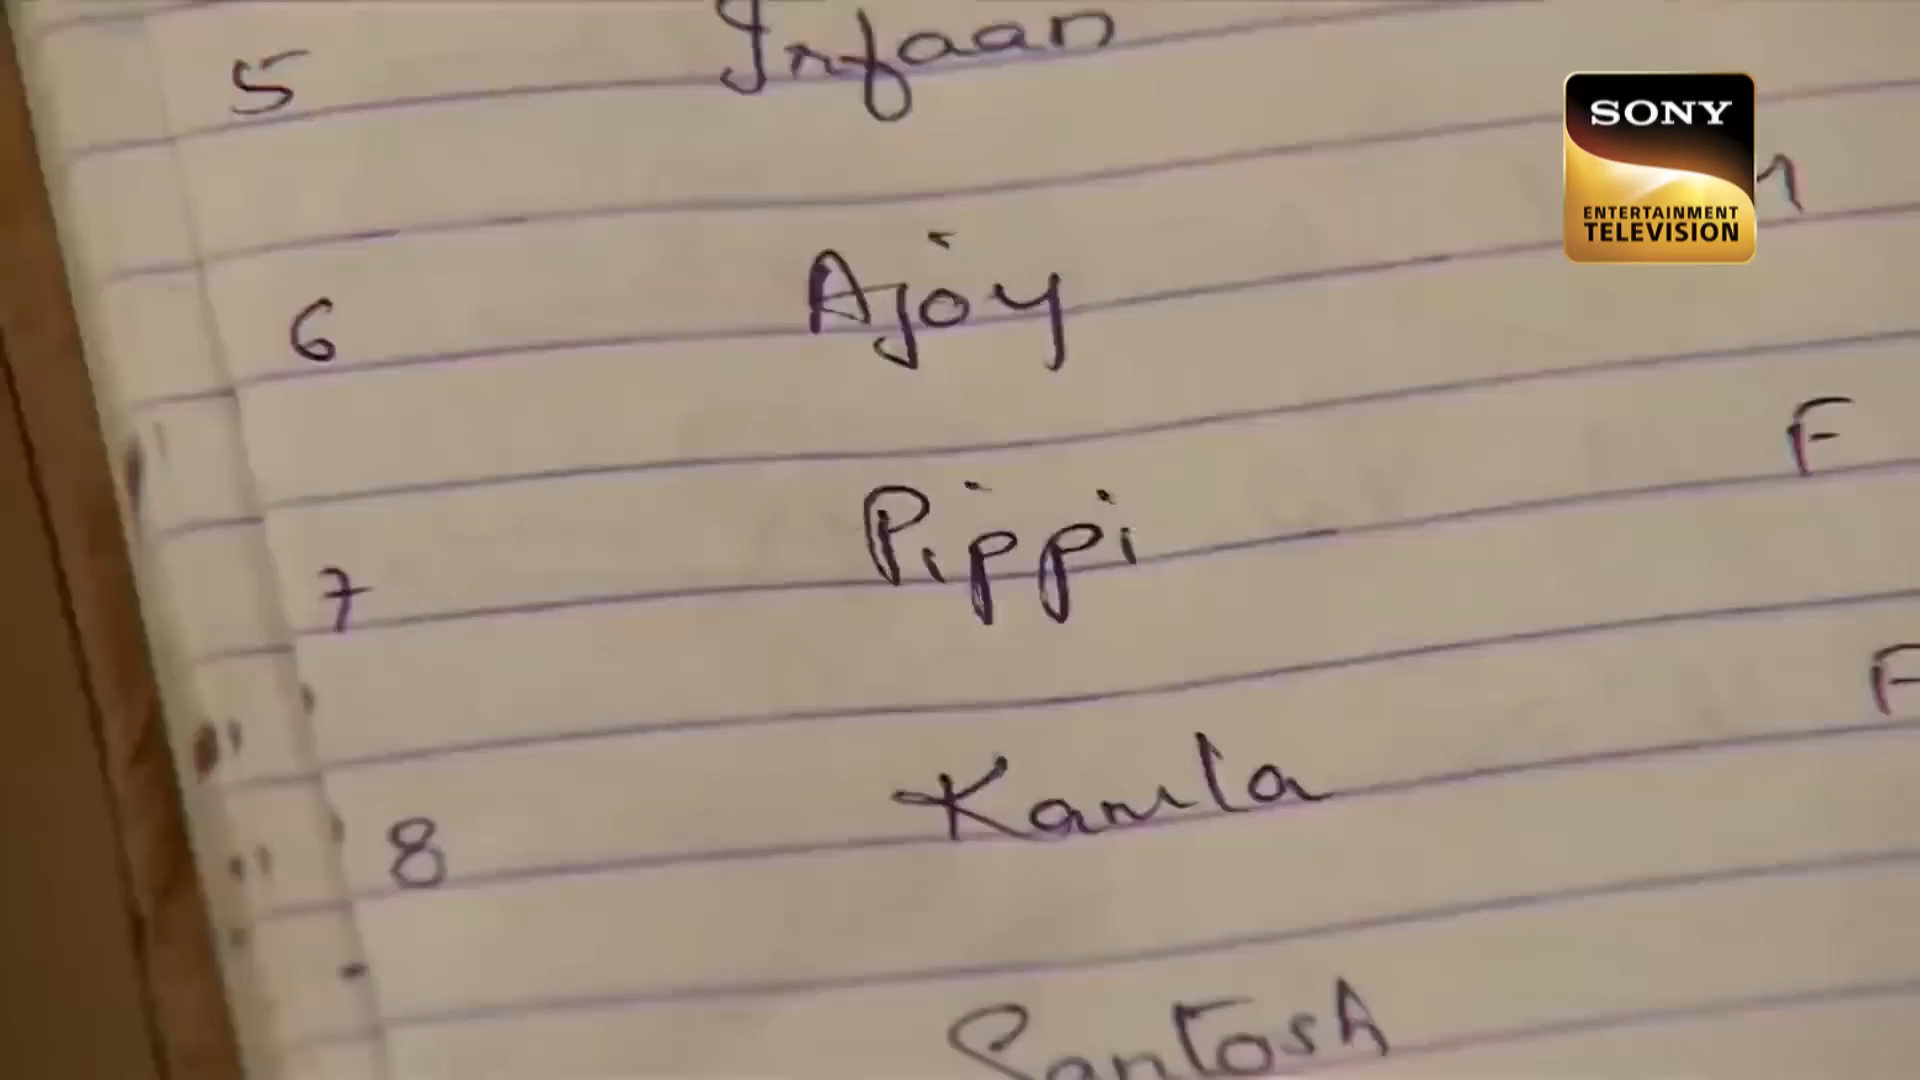 5 Irfaan
6 Ajoy
7 Pippi F
8 Kamla F
Santosh
SONY
ENTERTAINMENT
TELEVISION